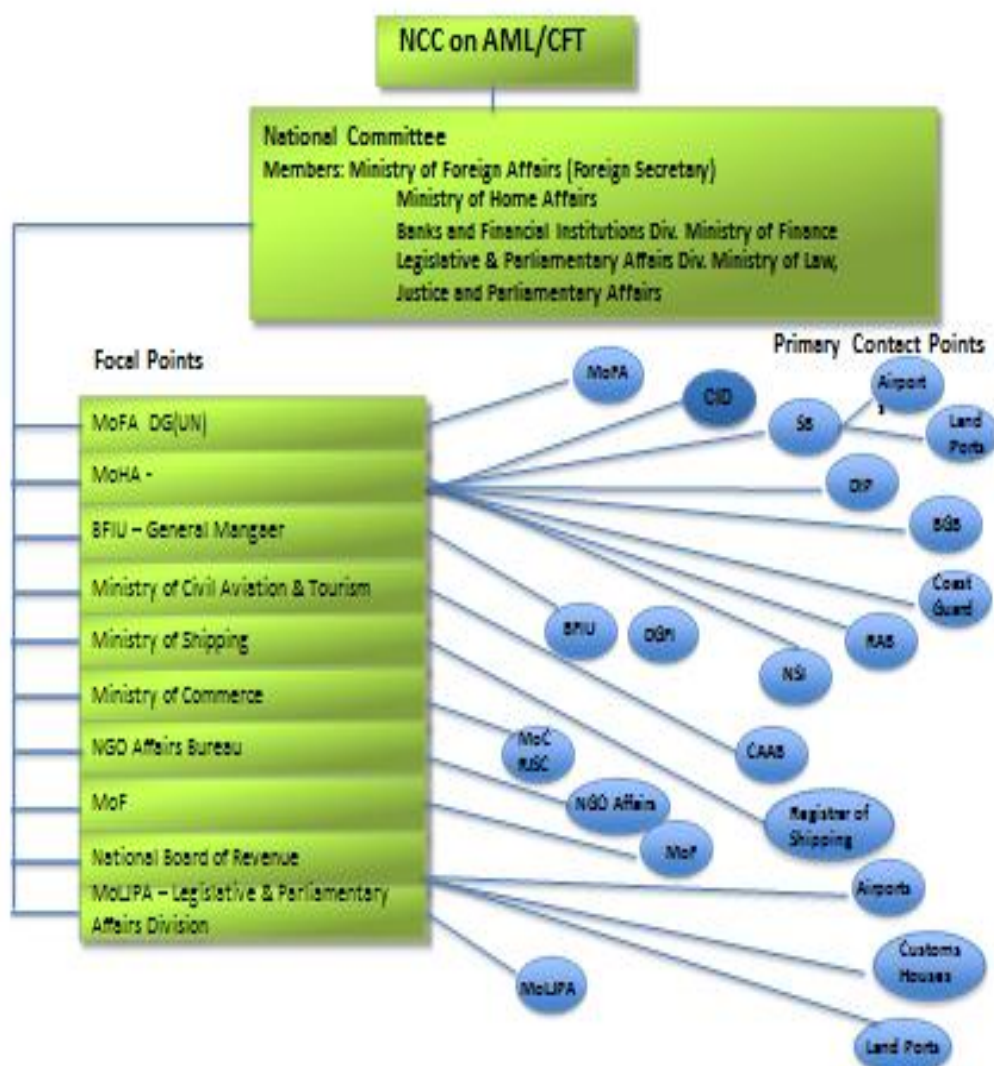 NCC on AML/CFT
National Committee
Members: Ministry of Foreign Affairs (Foreign Secretary)
Ministry of Home Affairs
Banks and Financial Institutions Div. Ministry of Finance
Legislative & Parliamentary Affairs Div. Ministry of Law,
Justice and Parliamentary Affairs
Focal Points
Primary Contact Points
MoFA DG(UN)
MoHA -
BFIU – General Mangaer
Ministry of Civil Aviation & Tourism
Ministry of Shipping
Ministry of Commerce
NGO Affairs Bureau
MoF
National Board of Revenue
MoLJPA – Legislative & Parliamentary
Affairs Division
MoFA
CID
SB
Airport
s
Land
Ports
DIP
BGB
Coast
Guard
RAB
NSI
BFIU
DGFI
CAAB
MoC
RJSC
NGO Affairs
MoF
Registrar of
Shipping
Airports
Customs
Houses
MoLJPA
Land Ports